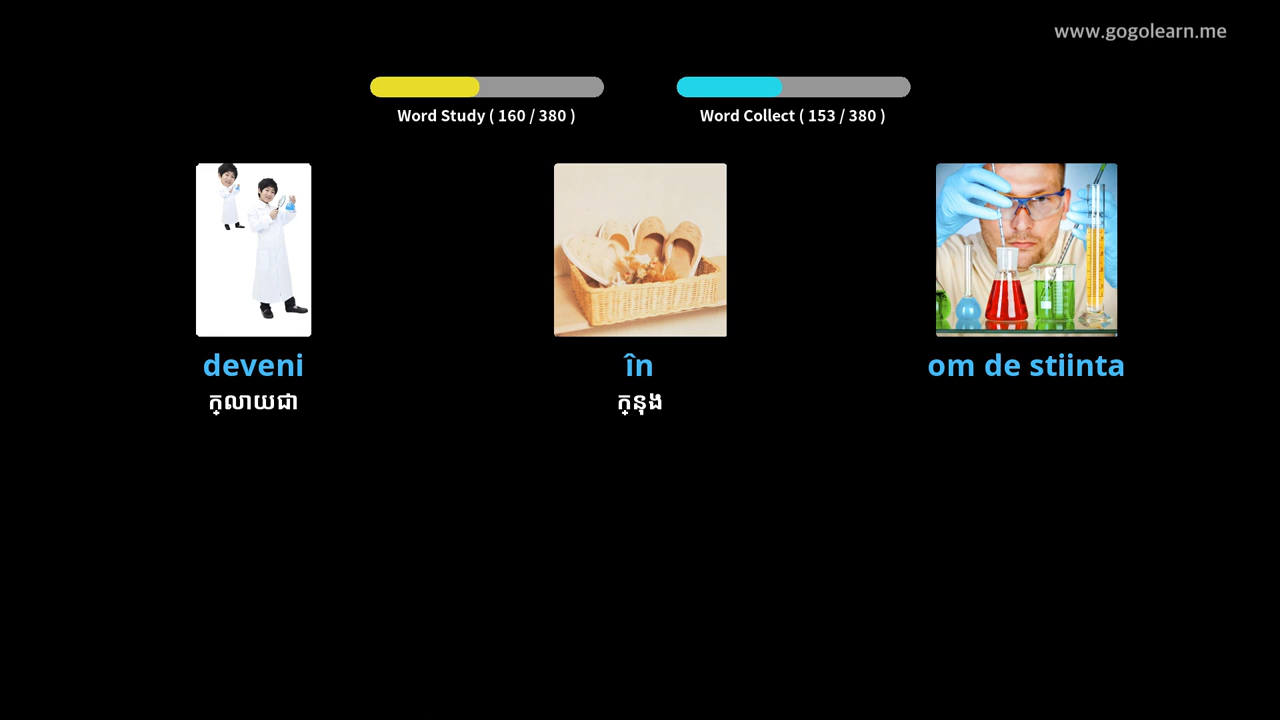 www.gogolearn.me
Word Study ( 160 / 380 )
Word Collect ( 153 / 380 )
deveni
în
om de stiinta
ក្លាយជា
ក្នុង